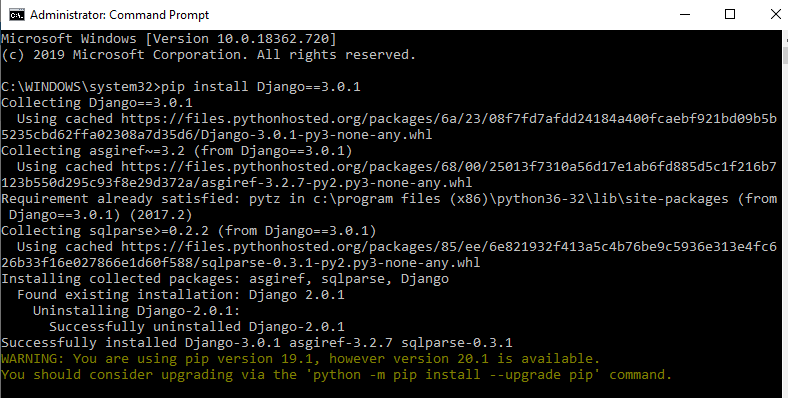 Administrator: Command Prompt
Microsoft Windows [Version 10.0.18362.720]
(c) 2019 Microsoft Corporation. All rights reserved.
C:\WINDOWS\system32>pip install Django==3.0.1
Collecting Django==3.0.1
  Using cached https://files.pythonhosted.org/packages/6a/23/08f7fd7afdd24184a400fcaebf921bd09b5b
5235cbd62ffa02308a7d35d6/Django-3.0.1-py3-none-any.whl
Collecting asgiref~=3.2 (from Django==3.0.1)
  Using cached https://files.pythonhosted.org/packages/68/00/25013f7310a56d17e1ab6fd885d5c1f216b7
123b550d295c93f8e29d372a/asgiref-3.2.7-py2.py3-none-any.whl
Requirement already satisfied: pytz in c:\program files (x86)\python36-32\lib\site-packages (from
 Django==3.0.1) (2017.2)
Collecting sqlparse>=0.2.2 (from Django==3.0.1)
  Using cached https://files.pythonhosted.org/packages/85/ee/6e821932f413a5c4b76be9c5936e313e4fc6
26b33f16e027866e1d60f588/sqlparse-0.3.1-py2.py3-none-any.whl
Installing collected packages: asgiref, sqlparse, Django
  Found existing installation: Django 2.0.1
    Uninstalling Django-2.0.1:
      Successfully uninstalled Django-2.0.1
Successfully installed Django-3.0.1 asgiref-3.2.7 sqlparse-0.3.1
WARNING: You are using pip version 19.1, however version 20.1 is available.
You should consider upgrading via the 'python -m pip install --upgrade pip' command.